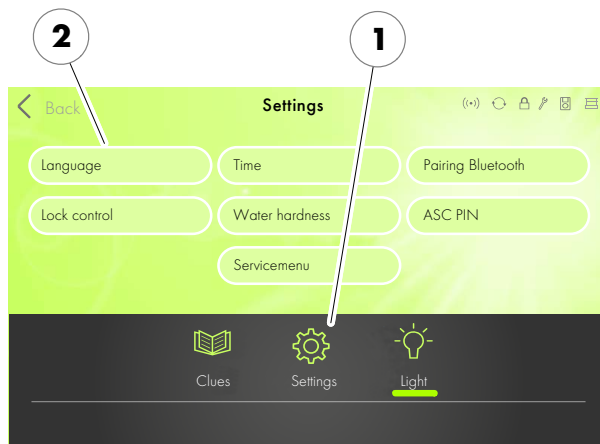 2 1
Back Settings
Language Time Pairing Bluetooth
Lock control Water hardness ASC PIN
Servicemenu
Clues Settings Light